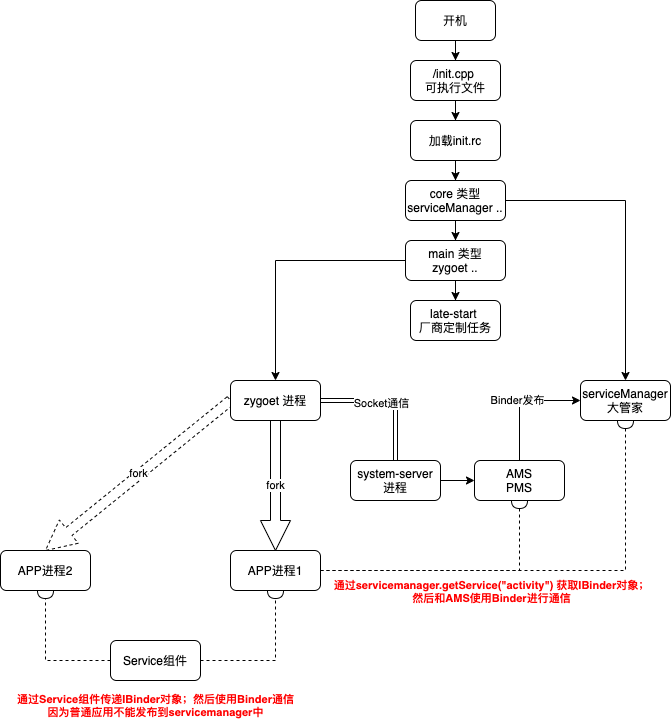 开机
/init.cpp
可执行文件
加载init.rc
core 类型
serviceManager ..
main 类型
zygoet ..
late-start
厂商定制任务
zygoet 进程
Socket通信
Binder发布
serviceManager
大管家
fork
fork
system-server
进程
AMS
PMS
APP进程2
APP进程1
通过servicemanager.getService("activity") 获取IBinder对象；
然后和AMS使用Binder进行通信
Service组件
通过Service组件传递IBinder对象；然后使用Binder通信
因为普通应用不能发布到servicemanager中